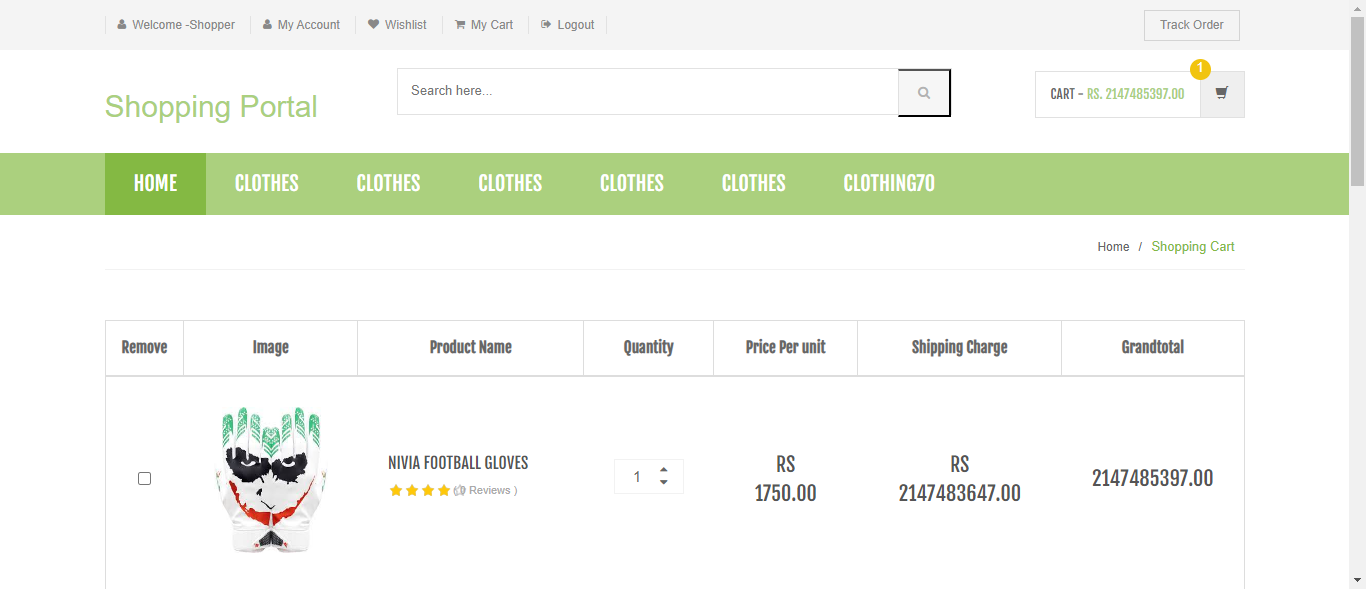 Welcome -Shopper My Account Wishlist My Cart Logout Track Order
Shopping Portal
Search here...
1
CART - RS. 2147485397.00
HOME CLOTHES CLOTHES CLOTHES CLOTHES CLOTHES CLOTHING70
Home / Shopping Cart
Remove Image Product Name Quantity Price Per unit Shipping Charge Grandtotal
NIVIA FOOTBALL GLOVES
Reviews )
1
RS
1750.00
RS
2147483647.00
2147485397.00